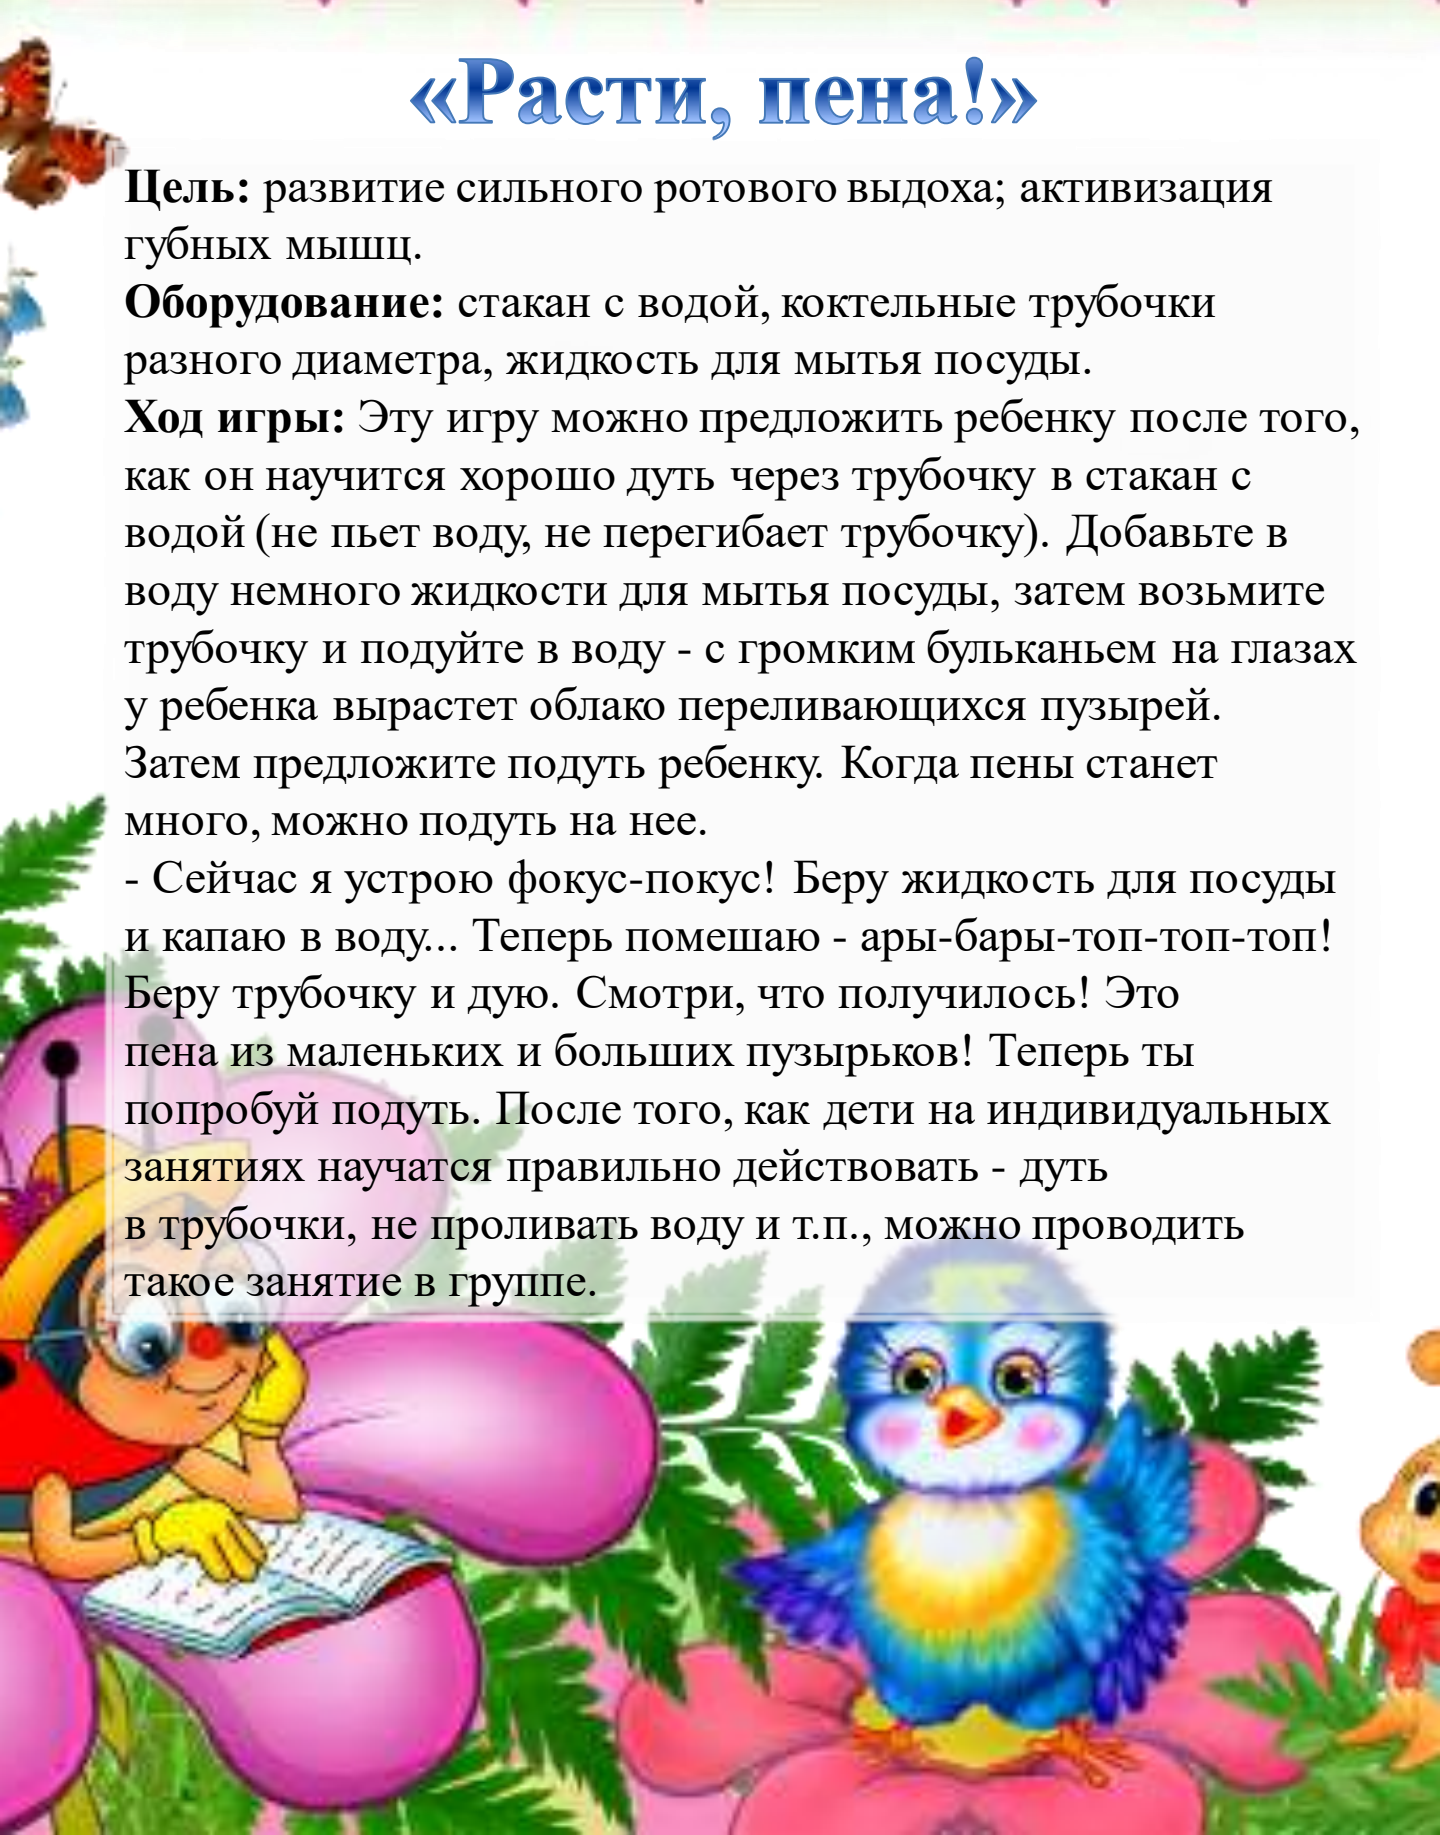 «Расти, пена!»
Цель: развитие сильного ротового выдоха; активизация
губных мышц.
Оборудование: стакан с водой, коктельные трубочки
разного диаметра, жидкость для мытья посуды.
Ход игры: Эту игру можно предложить ребенку после того,
как он научится хорошо дуть через трубочку в стакан с
водой (не пьет воду, не перегибает трубочку). Добавьте в
воду немного жидкости для мытья посуды, затем возьмите
трубочку и подуйте в воду - с громким бульканьем на глазах
у ребенка вырастет облако переливающихся пузырей.
Затем предложите подуть ребенку. Когда пены станет
много, можно подуть на нее.
- Сейчас я устрою фокус-покус! Беру жидкость для посуды
и капаю в воду... Теперь помешаю - ары-бары-топ-топ-топ!
Беру трубочку и дую. Смотри, что получилось! Это
пена из маленьких и больших пузырьков! Теперь ты
попробуй подуть. После того, как дети на индивидуальных
занятиях научатся правильно действовать - дуть
в трубочки, не проливать воду и т.п., можно проводить
такое занятие в группе.